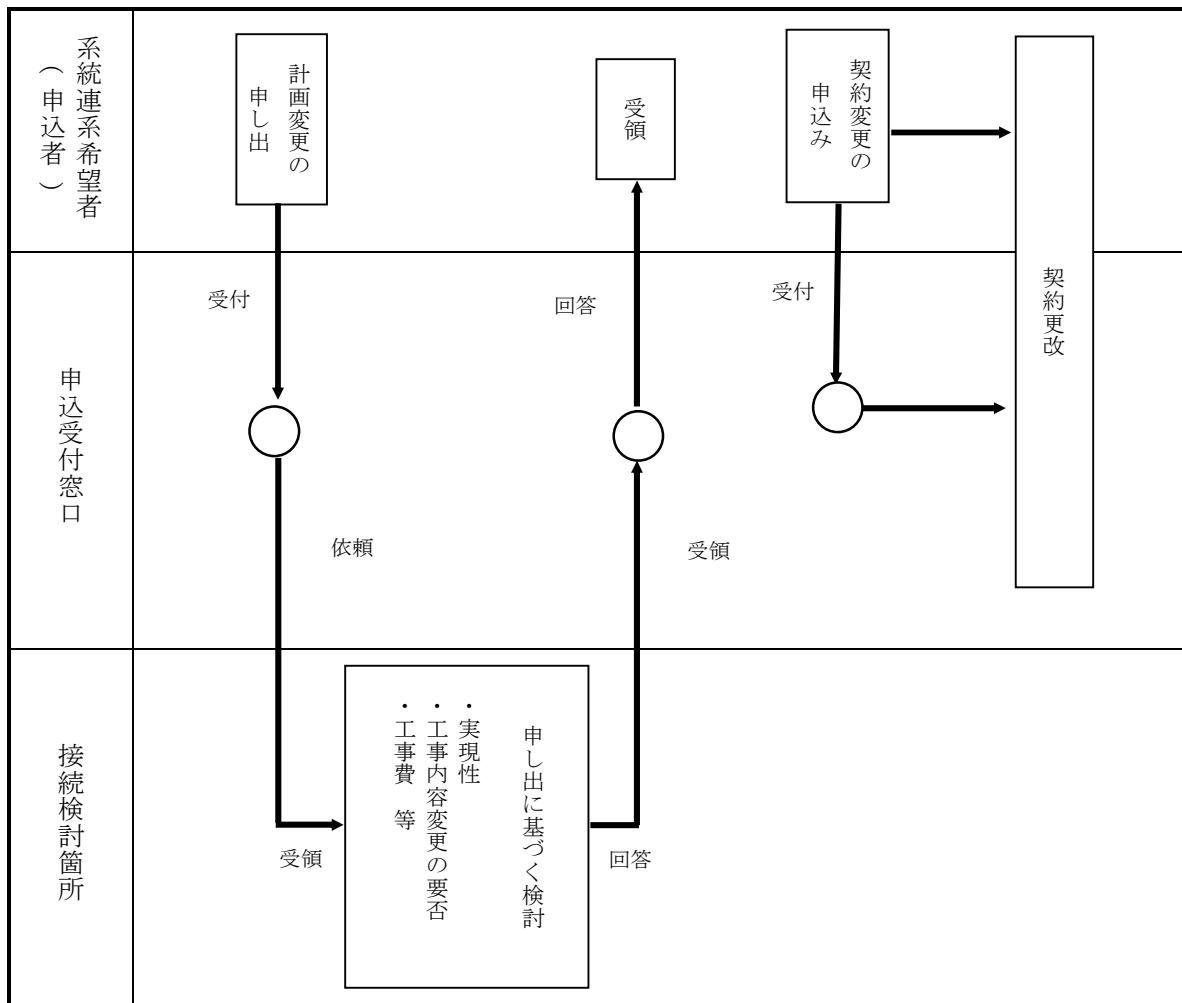 系統連系希望者
（申込者）
計画変更の
申し出
受領
契約変更の
申込み
契約更改
申込受付窓口
受付
回答
受付
依頼
受領
接続検討箇所
申し出に基づく検討
・実現性
・工事内容変更の要否
・工事費　等
受領
回答